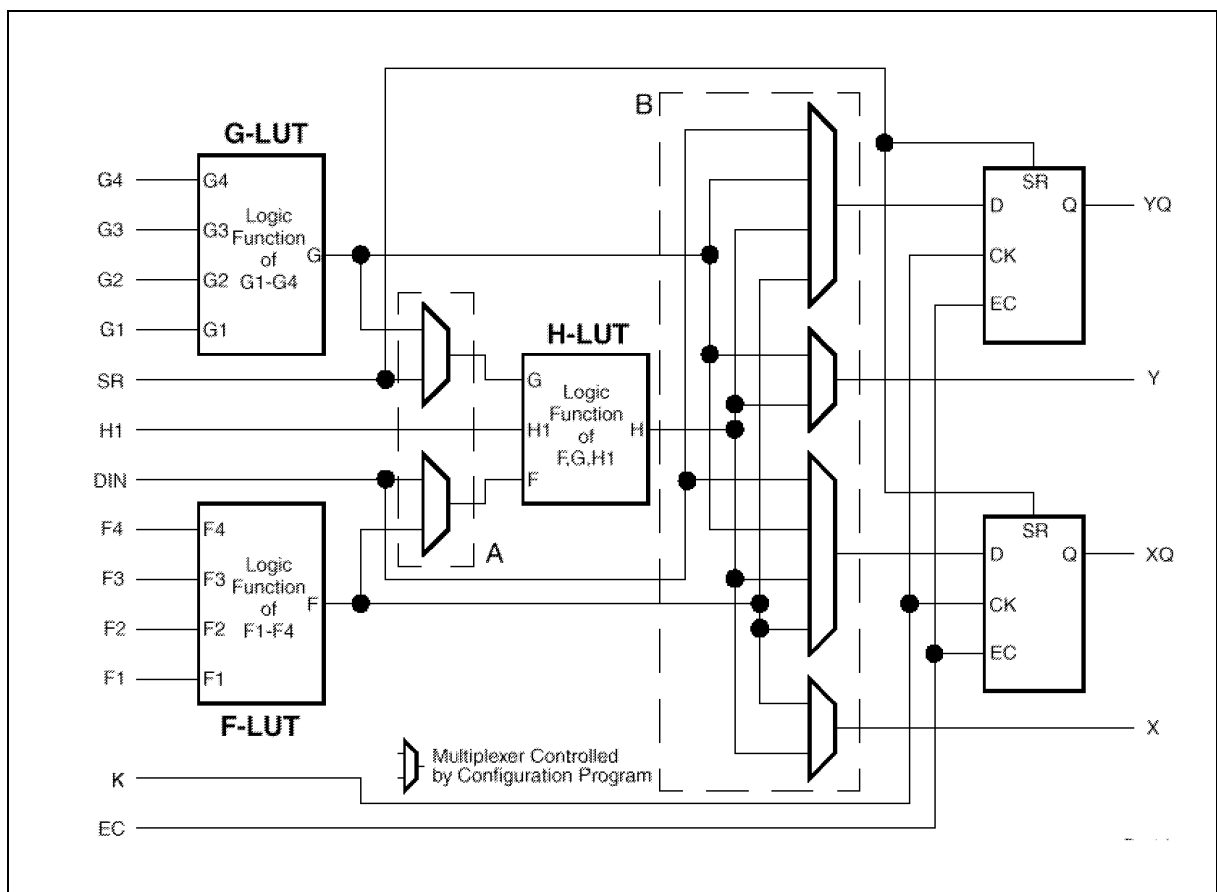 B
G-LUT
G4
G3
G2
G1
SR
H1
DIN
F4
F3
F2
F1
K
EC
G4
G3
G2
G1
Logic
Function
of
G1-G4
G
H-LUT
G
H1
F
Logic
Function
of
F,G,H1
H
A
F4
F3
F2
F1
Logic
Function
of
F1-F4
F
F-LUT
Multiplexer Controlled
by Configuration Program
SR
D
CK
EC
Q
YQ
Y
SR
D
CK
EC
Q
XQ
X